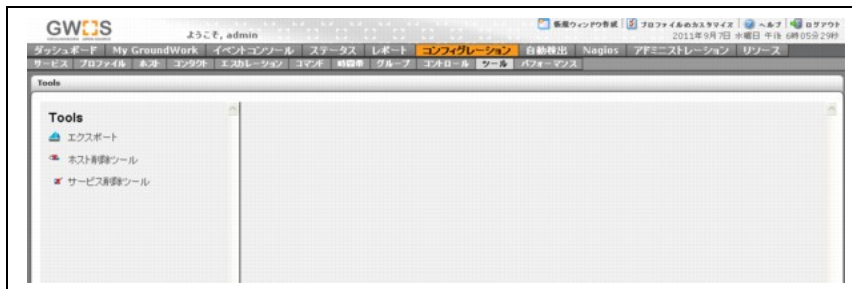 GWOS
ようこそ, admin
新規ウィンドウ作成 プロファイルのカスタマイズ ヘルプ ログアウト
2011年9月7日 水曜日 午後 6時05分29秒
ダッシュボード My GroundWork イベントコンソール ステータス レポート コンフィグレーション 自動検出 Nagios アドミニストレーション リソース
サービス プロファイル ホスト コンタクト エスカレーション コマンド 時間帯 グループ コントロール ツール パフォーマンス
Tools
Tools
エクスポート
ホスト削除ツール
サービス削除ツール